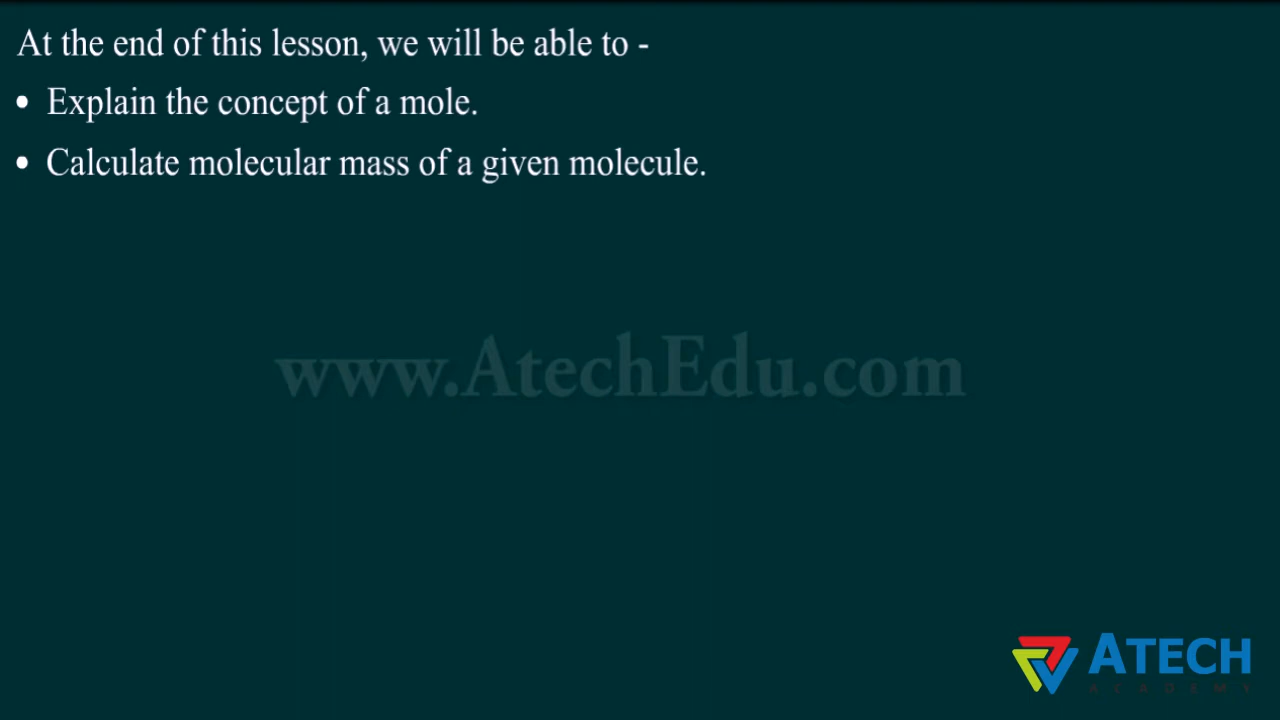 At the end of this lesson, we will be able to -
• Explain the concept of a mole.
• Calculate molecular mass of a given molecule.
www.AtechEdu.com
ATECH
ACADEMY